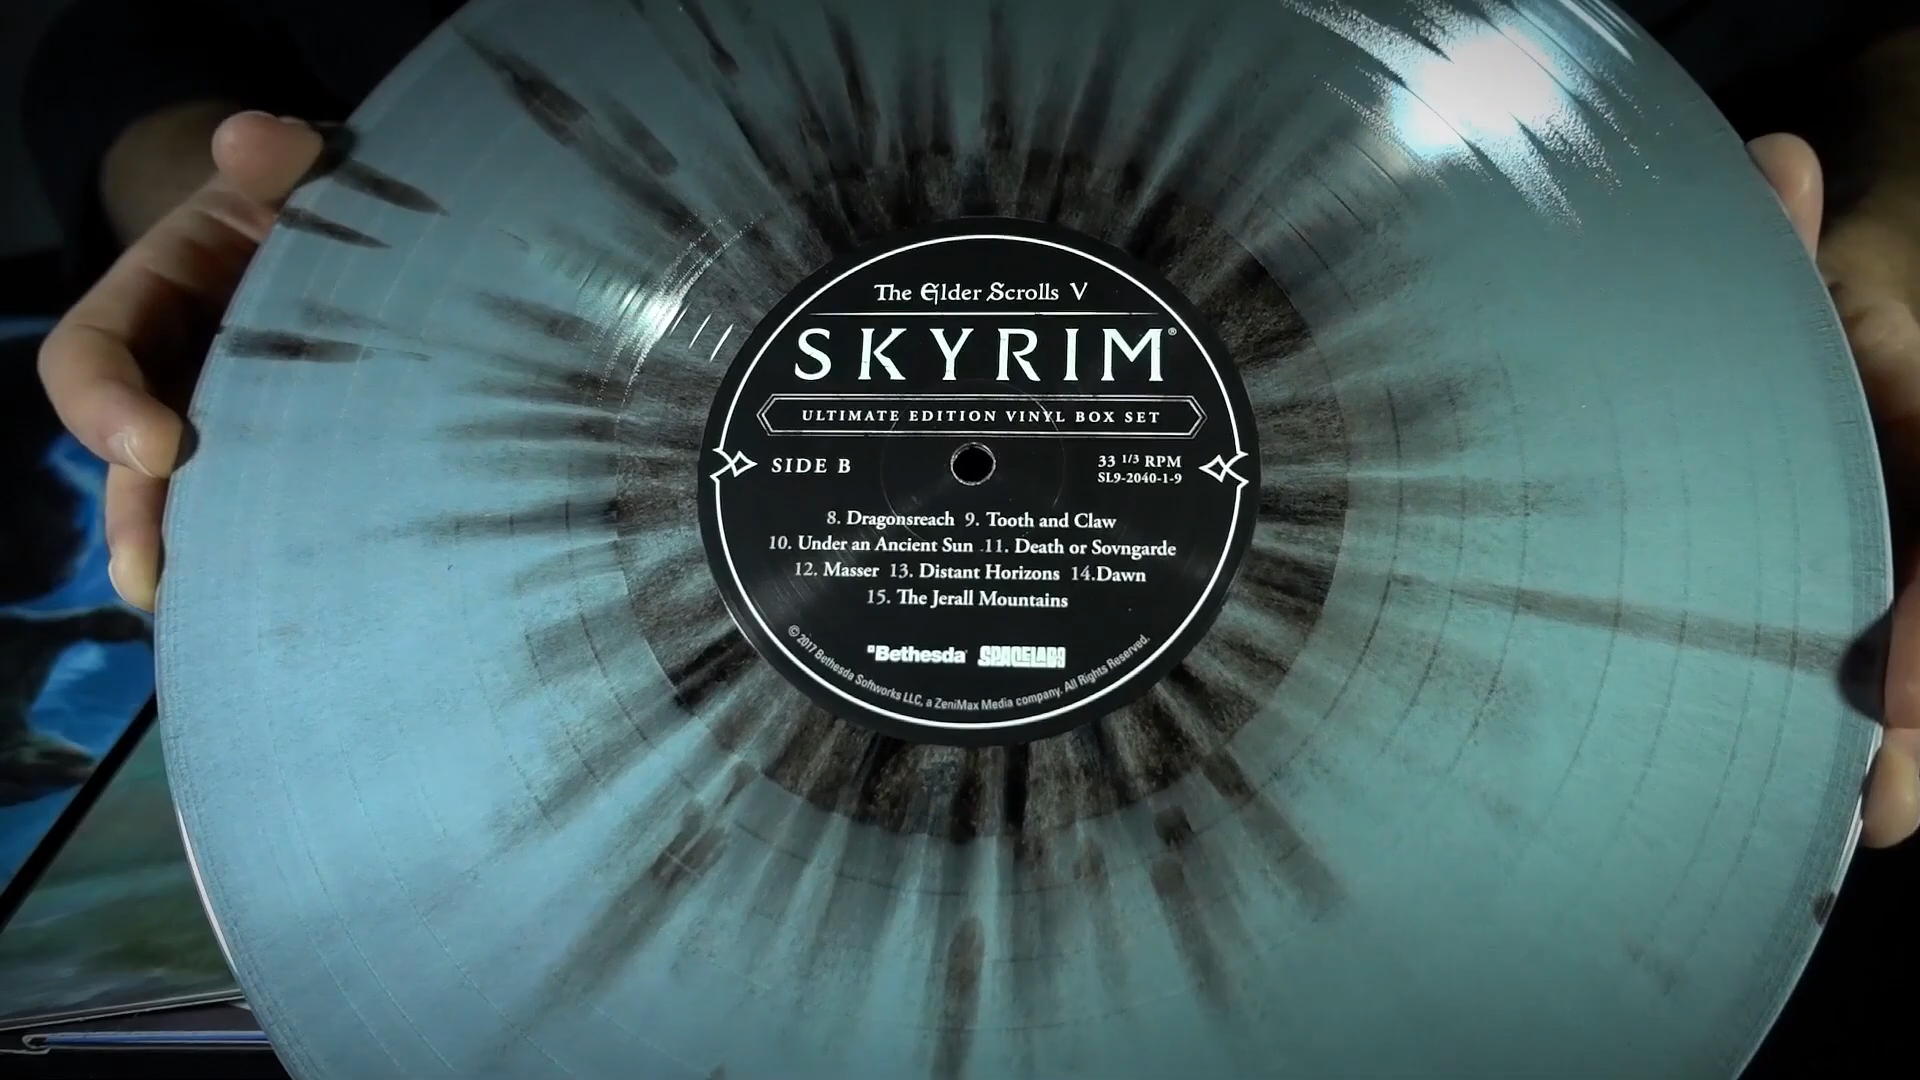 The Elder Scrolls V
SKYRIM®
ULTIMATE EDITION VINYL BOX SET
SIDE B
33 1/3 RPM
SL9-2040-1-9
8. Dragonsreach 9. Tooth and Claw
10. Under an Ancient Sun .11. Death or Sovngarde
12. Masser 13. Distant Horizons 14.Dawn
15. The Jerall Mountains
Bethesda SPACELAB9
© 2017 Bethesda Softworks LLC, a ZeniMax Media company. All Rights Reserved.